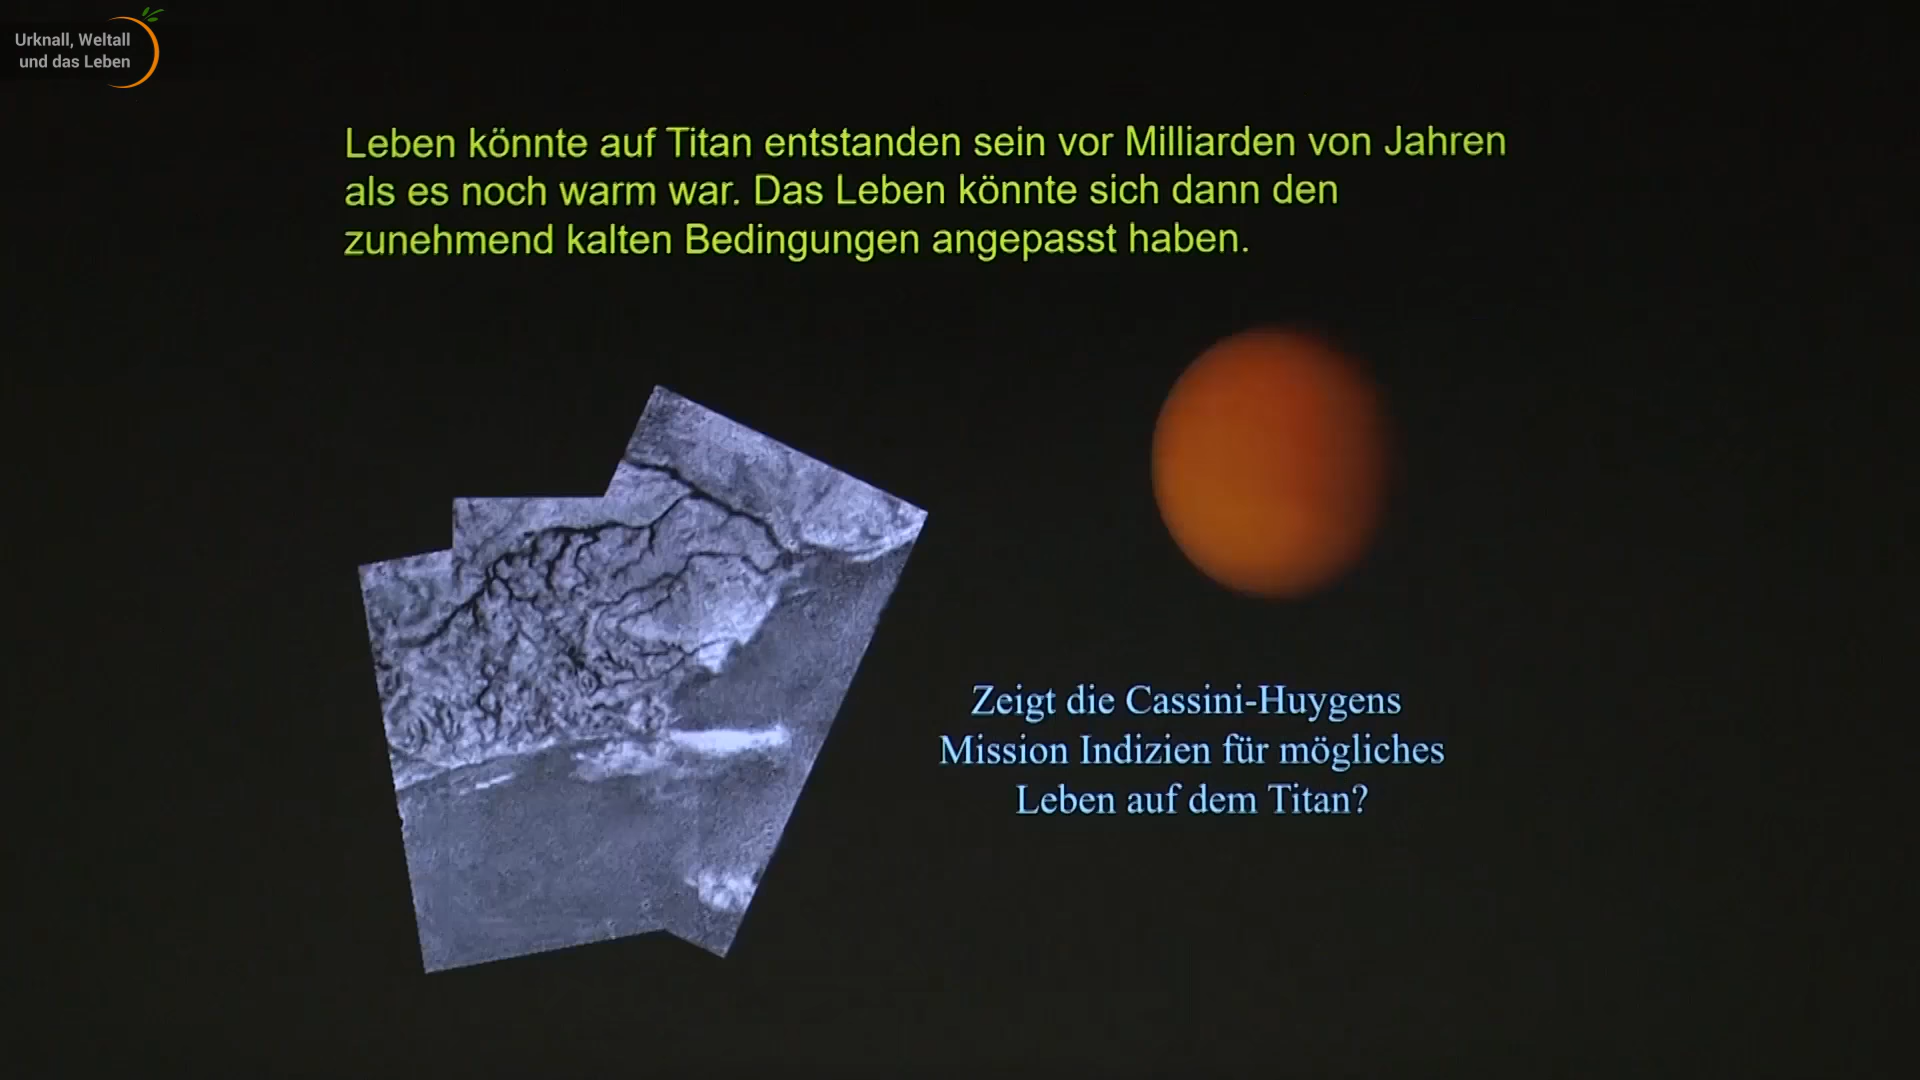 Urknall, Weltall
und das Leben
Leben könnte auf Titan entstanden sein vor Milliarden von Jahren
als es noch warm war. Das Leben könnte sich dann den
zunehmend kalten Bedingungen angepasst haben.
Zeigt die Cassini-Huygens
Mission Indizien für mögliches
Leben auf dem Titan?